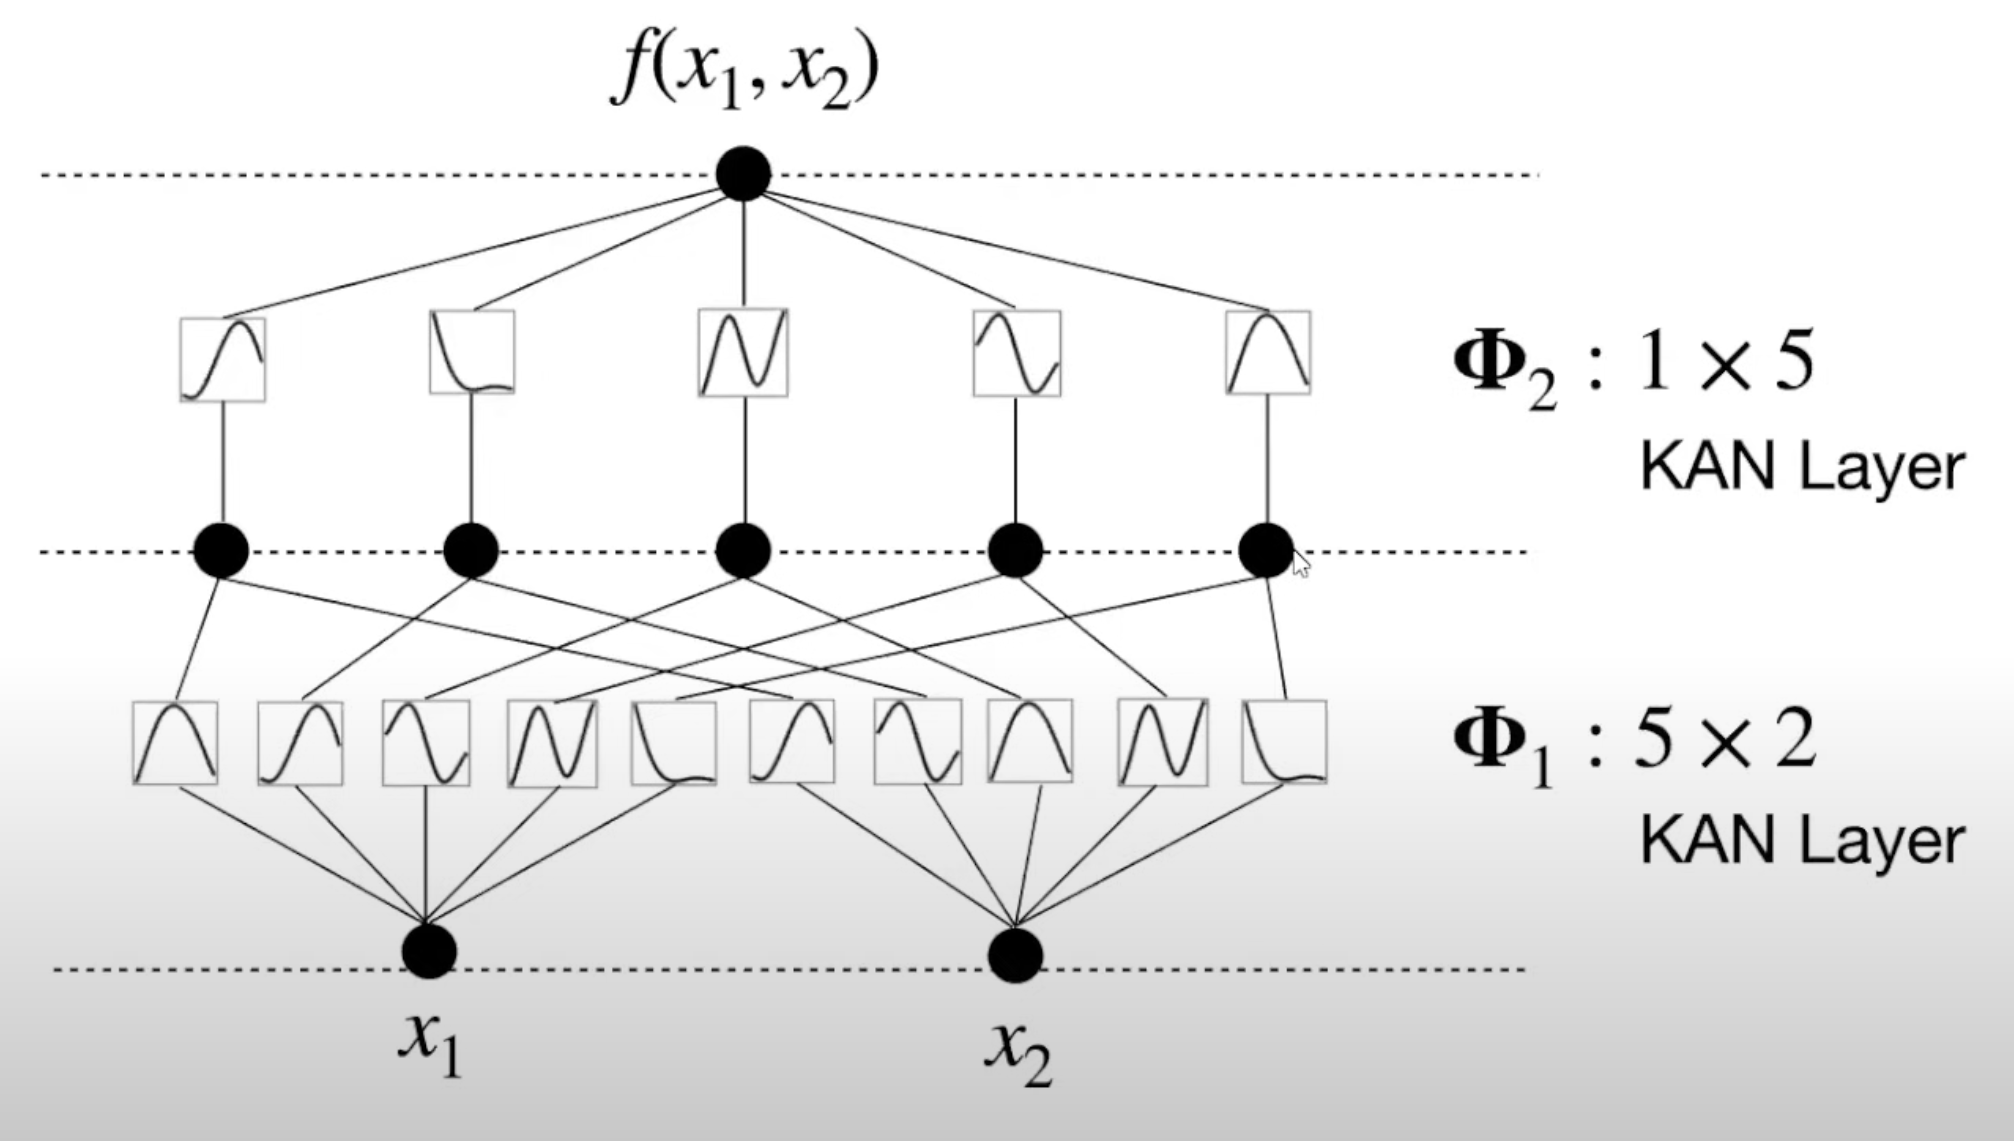 f(x₁, x₂)
Φ₂ : 1 × 5
KAN Layer
Φ₁ : 5 × 2
KAN Layer
x₁
x₂